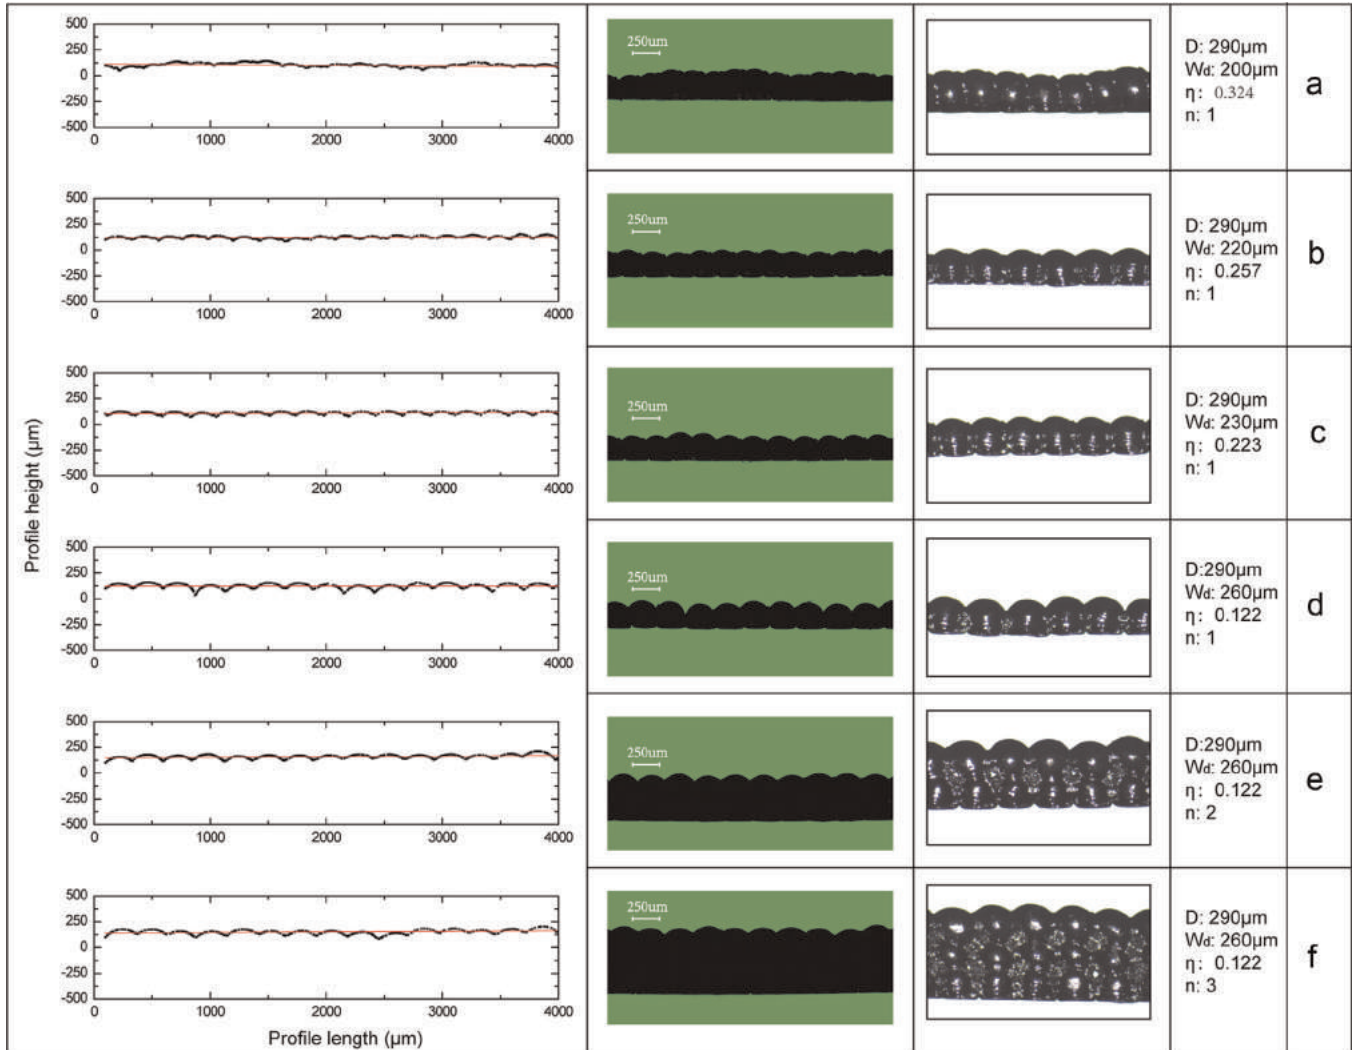 Profile height (µm)
500
250
0
-250
-500
0
1000
2000
3000
4000
250um
D: 290µm
Wd: 200µm
η: 0.324
n: 1
a
500
250
0
-250
-500
0
1000
2000
3000
4000
250um
D: 290µm
Wd: 220µm
η: 0.257
n: 1
b
500
250
0
-250
-500
0
1000
2000
3000
4000
250um
D: 290µm
Wd: 230µm
η: 0.223
n: 1
c
500
250
0
-250
-500
0
1000
2000
3000
4000
250um
D:290µm
Wd: 260µm
η: 0.122
n: 1
d
500
250
0
-250
-500
0
1000
2000
3000
4000
250um
D:290µm
Wd: 260µm
η: 0.122
n: 2
e
500
250
0
-250
-500
0
1000
2000
3000
4000
250um
D: 290µm
Wd: 260µm
η: 0.122
n: 3
f
Profile length (µm)